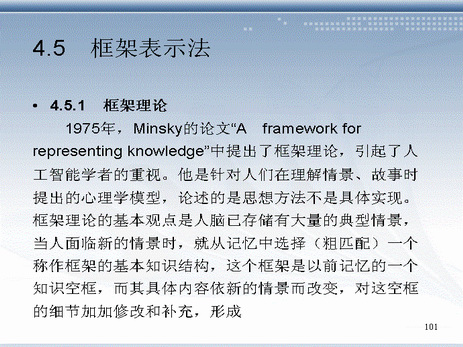 4.5 框架表示法
• 4.5.1 框架理论
1975年，Minsky的论文“A framework for
representing knowledge”中提出了框架理论，引起了人
工智能学者的重视。他是针对人们在理解情景、故事时
提出的心理学模型，论述的是思想方法不是具体实现。
框架理论的基本观点是人脑已存储有大量的典型情景，
当人面临新的情景时，就从记忆中选择（粗匹配）一个
称作框架的基本知识结构，这个框架是以前记忆的一个
知识空框，而其具体内容依新的情景而改变，对这空框
的细节加加修改和补充，形成
101